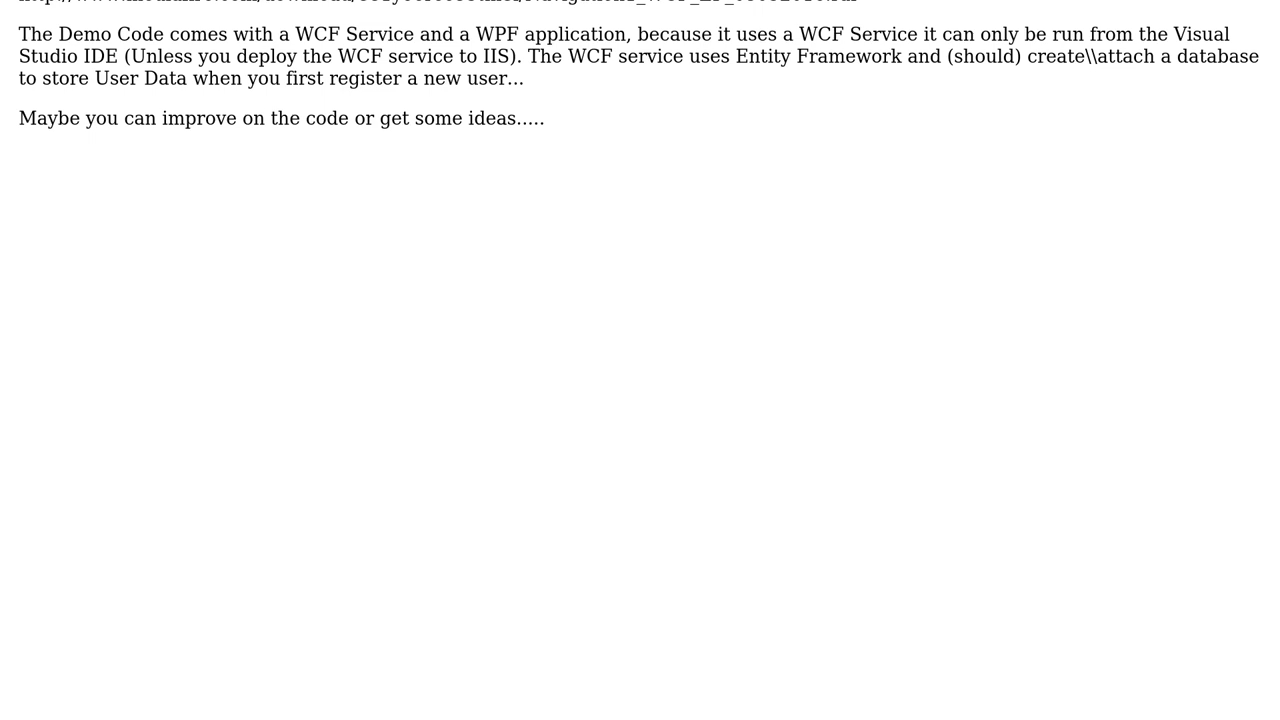 The Demo Code comes with a WCF Service and a WPF application, because it uses a WCF Service it can only be run from the Visual
Studio IDE (Unless you deploy the WCF service to IIS). The WCF service uses Entity Framework and (should) create\\attach a database
to store User Data when you first register a new user...
Maybe you can improve on the code or get some ideas.....